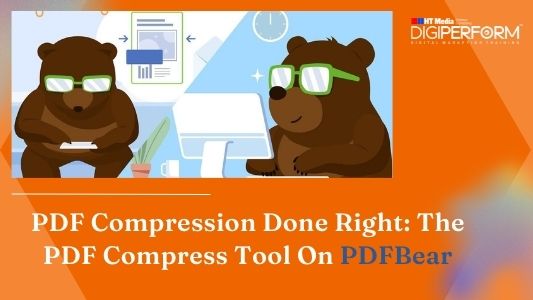 HT Media
DIGIPERFORM
DIGITAL MARKETING TRAINING
PDF Compression Done Right: The
PDF Compress Tool On PDFBear